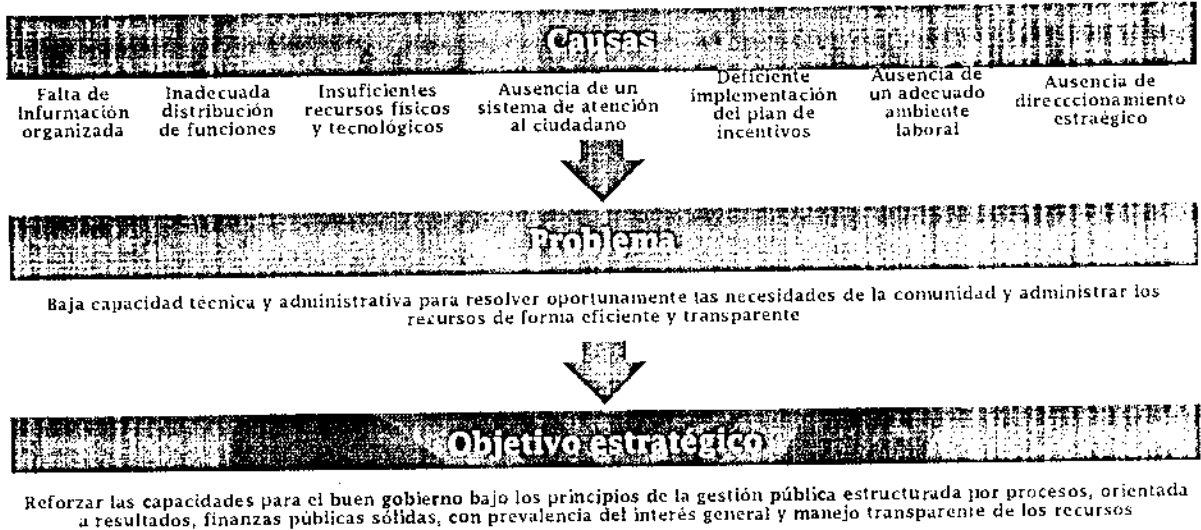 Causas
Falta de
Información
organizada
Inadecuada
distribución
de funciones
Insuficientes
recursos físicos
y tecnológicos
Ausencia de un
sistema de atención
al ciudadano
Deficiente
implementación
del plan de
incentivos
Ausencia de
un adecuado
ambiente
laboral
Ausencia de
direcccionamiento
estraégico
Problema
Baja capacidad técnica y administrativa para resolver oportunamente las necesidades de la comunidad y administrar los
recursos de forma eficiente y transparente
Objetivo estratégico
Reforzar las capacidades para el buen gobierno bajo los principios de la gestión pública estructurada por procesos, orientada
a resultados, finanzas públicas sólidas, con prevalencia del interés general y manejo transparente de los recursos